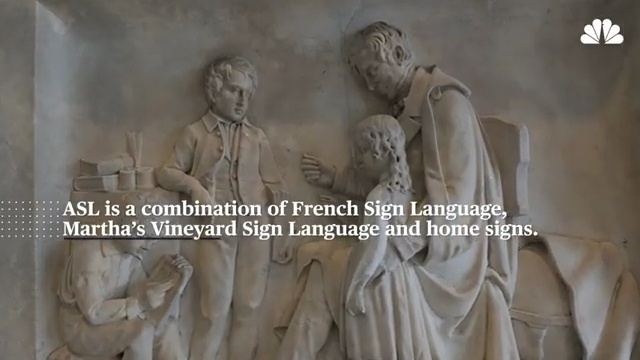 ASL is a combination of French Sign Language,
Martha's Vineyard Sign Language and home signs.